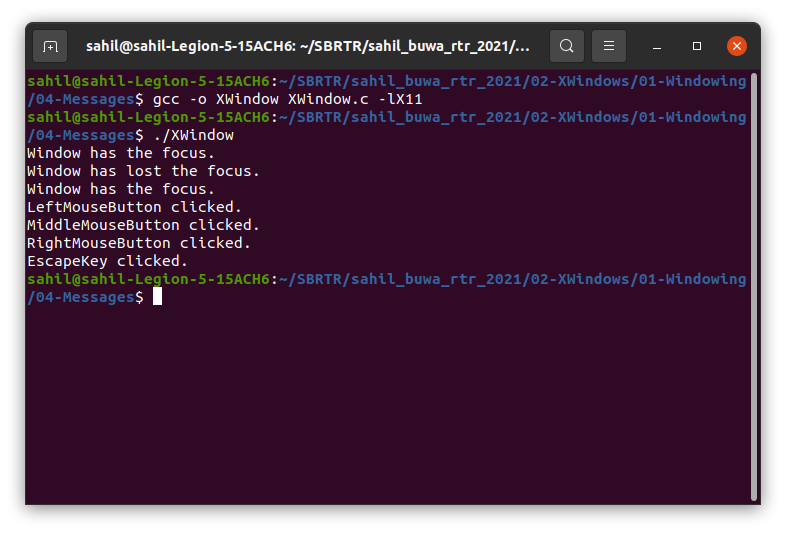 sahil@sahil-Legion-5-15ACH6: ~/SBRTR/sahil_buwa_rtr_2021/...
sahil@sahil-Legion-5-15ACH6:~/SBRTR/sahil_buwa_rtr_2021/02-XWindows/01-Windowing
/04-Messages$ gcc -o XWindow XWindow.c -lX11
sahil@sahil-Legion-5-15ACH6:~/SBRTR/sahil_buwa_rtr_2021/02-XWindows/01-Windowing
/04-Messages$ ./XWindow
Window has the focus.
Window has lost the focus.
Window has the focus.
LeftMouseButton clicked.
MiddleMouseButton clicked.
RightMouseButton clicked.
EscapeKey clicked.
sahil@sahil-Legion-5-15ACH6:~/SBRTR/sahil_buwa_rtr_2021/02-XWindows/01-Windowing
/04-Messages$